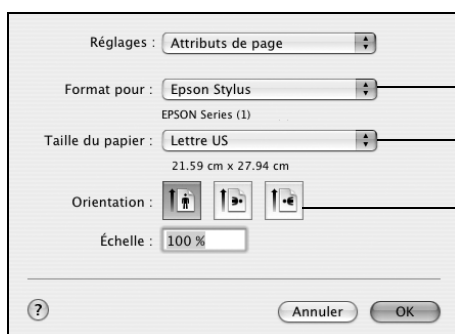 Réglages : Attributs de page
Format pour : Epson Stylus
EPSON Series (1)
Taille du papier : Lettre US
21.59 cm x 27.94 cm
Orientation :
Échelle : 100 %
? Annuler OK